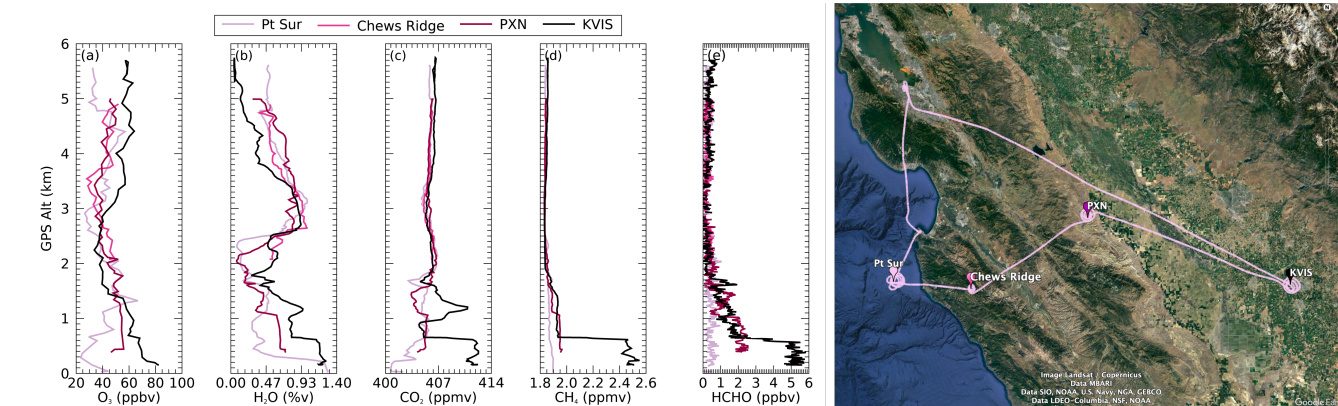 Pt Sur Chews Ridge PXN KVIS
(a) (b) (c) (d) (e)
GPS Alt (km)
6
5
4
3
2
1
0
20 40 60 80 100
O₃ (ppbv)
0.00 0.47 0.93 1.40
H₂O (%v)
400 407 414
CO₂ (ppmv)
1.8 2.0 2.2 2.4 2.6
CH₄ (ppmv)
0 1 2 3 4 5 6
HCHO (ppbv)
N
PXN
Pt Sur
Chews Ridge
KVIS
Image Landsat / Copernicus
Data MBARI
Data SIO, NOAA, U.S. Navy, NGA, GEBCO
Data LDEO-Columbia, NSF, NOAA